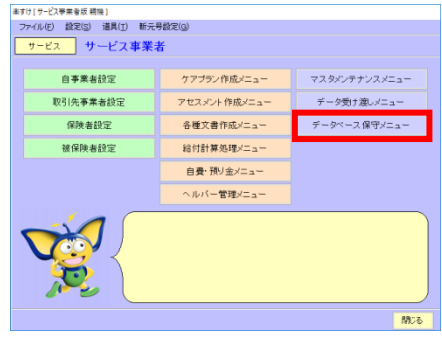 楽すけ [ サービス事業者版 親機 ]
ファイル(F) 設定(S) 道具(T) 新元号設定(G)
サービス サービス事業者
自事業者設定 ケアプラン作成メニュー マスタメンテナンスメニュー
取引先事業者設定 アセスメント作成メニュー データ受け渡しメニュー
保険者設定 各種文書作成メニュー データベース保守メニュー
被保険者設定 給付計算処理メニュー
自費・預り金メニュー
ヘルパー管理メニュー
閉じる